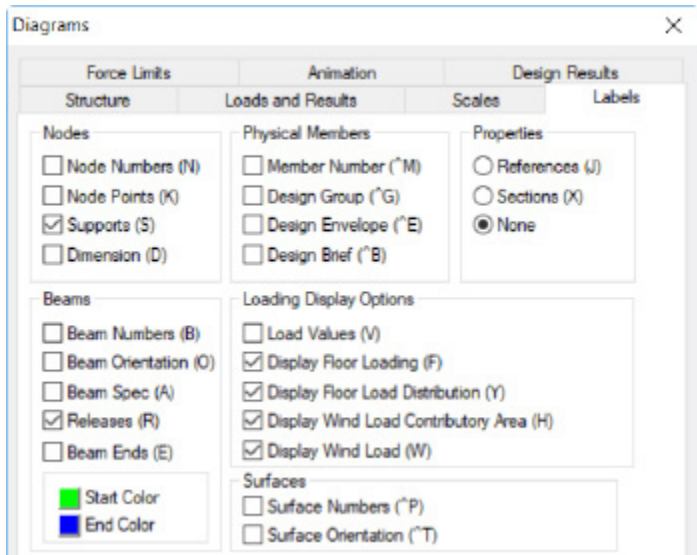 Diagrams
Force Limits
Animation
Design Results
Structure
Loads and Results
Scales
Labels
Nodes
Node Numbers (N)
Node Points (K)
Supports (S)
Dimension (D)
Physical Members
Member Number (^M)
Design Group (^G)
Design Envelope (^E)
Design Brief (^B)
Properties
References (J)
Sections (X)
None
Beams
Beam Numbers (B)
Beam Orientation (O)
Beam Spec (A)
Releases (R)
Beam Ends (E)
Start Color
End Color
Loading Display Options
Load Values (V)
Display Floor Loading (F)
Display Floor Load Distribution (Y)
Display Wind Load Contributory Area (H)
Display Wind Load (W)
Surfaces
Surface Numbers (^P)
Surface Orientation (^T)